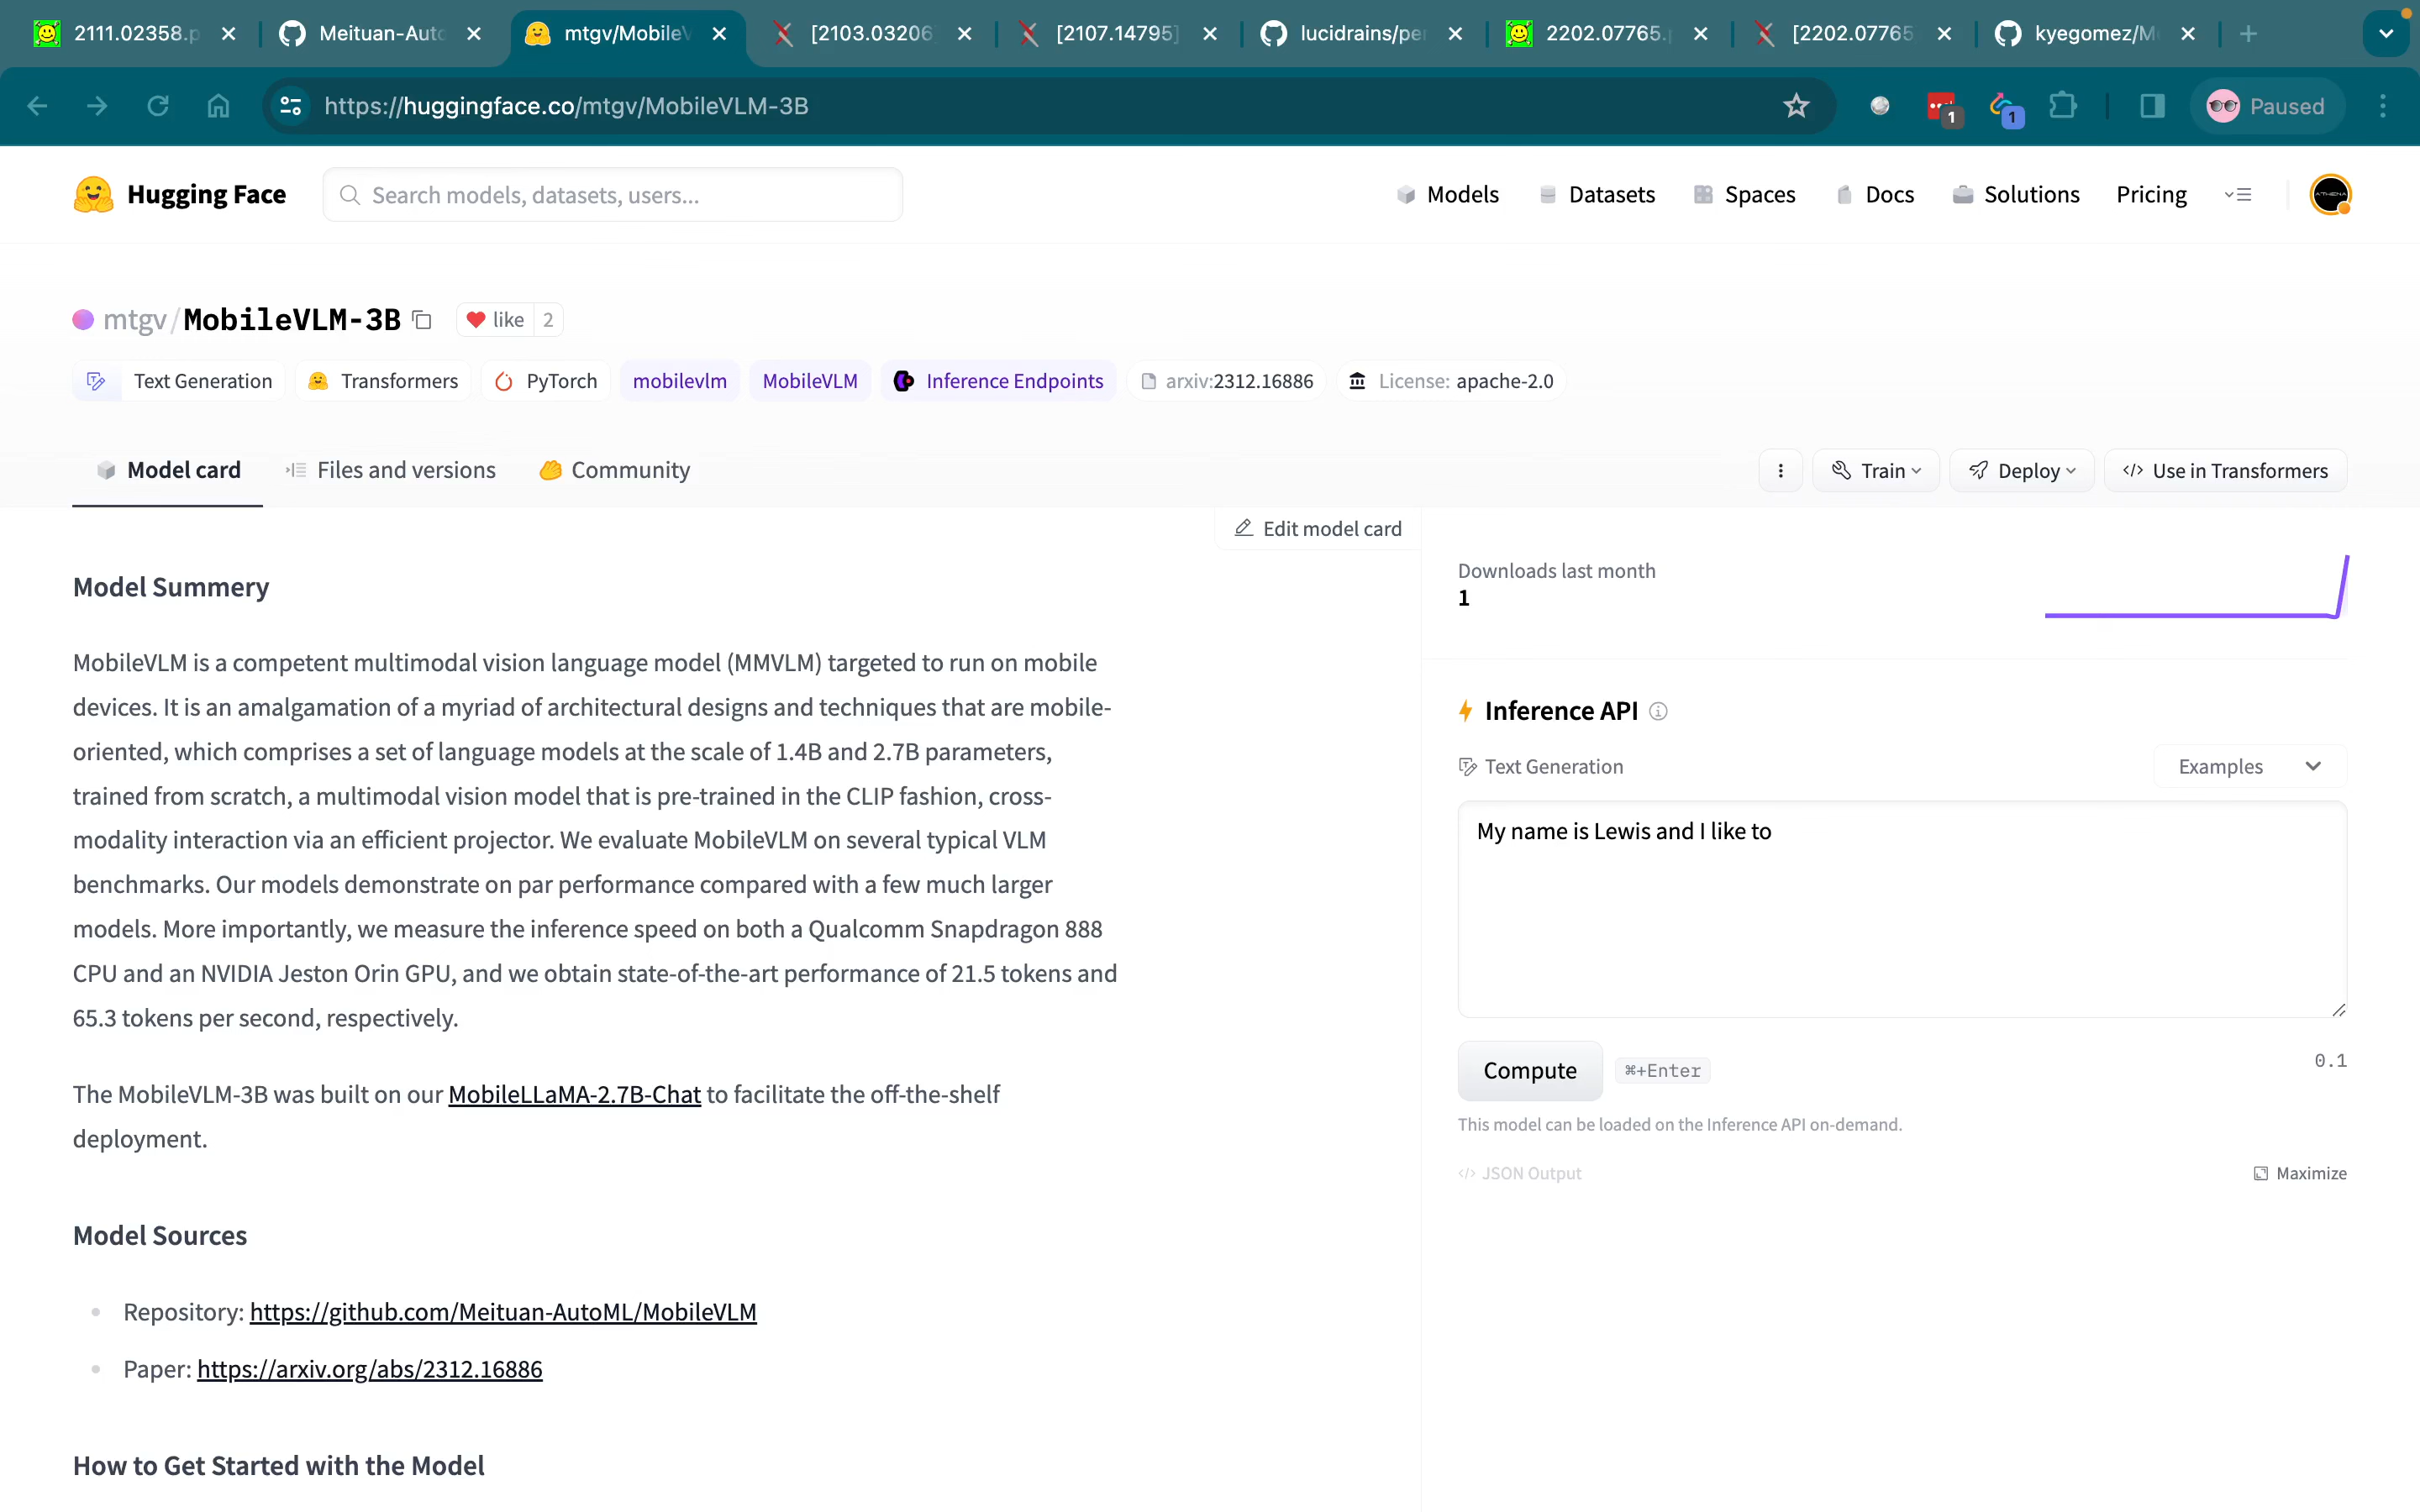 2111.02358.p
Meituan-Auto
mtgv/MobileV
[2103.03206
[2107.14795]
lucidrains/per
2202.07765.p
[2202.07765
kyegomez/M
https://huggingface.co/mtgv/MobileVLM-3B
1
1
Paused
Hugging Face
Search models, datasets, users...
Models
Datasets
Spaces
Docs
Solutions
Pricing
mtgv/MobileVLM-3B
like 2
Text Generation
Transformers
PyTorch
mobilevlm
MobileVLM
Inference Endpoints
arxiv:2312.16886
License: apache-2.0
Model card
Files and versions
Community
Train
Deploy
</> Use in Transformers
Edit model card
Model Summery
MobileVLM is a competent multimodal vision language model (MMVLM) targeted to run on mobile
devices. It is an amalgamation of a myriad of architectural designs and techniques that are mobile-
oriented, which comprises a set of language models at the scale of 1.4B and 2.7B parameters,
trained from scratch, a multimodal vision model that is pre-trained in the CLIP fashion, cross-
modality interaction via an efficient projector. We evaluate MobileVLM on several typical VLM
benchmarks. Our models demonstrate on par performance compared with a few much larger
models. More importantly, we measure the inference speed on both a Qualcomm Snapdragon 888
CPU and an NVIDIA Jeston Orin GPU, and we obtain state-of-the-art performance of 21.5 tokens and
65.3 tokens per second, respectively.
The MobileVLM-3B was built on our MobileLLaMA-2.7B-Chat to facilitate the off-the-shelf
deployment.
Model Sources
Repository: https://github.com/Meituan-AutoML/MobileVLM
Paper: https://arxiv.org/abs/2312.16886
How to Get Started with the Model
Downloads last month
1
Inference API
Text Generation
Examples
My name is Lewis and I like to
Compute
⌘+Enter
0.1
This model can be loaded on the Inference API on-demand.
</> JSON Output
Maximize